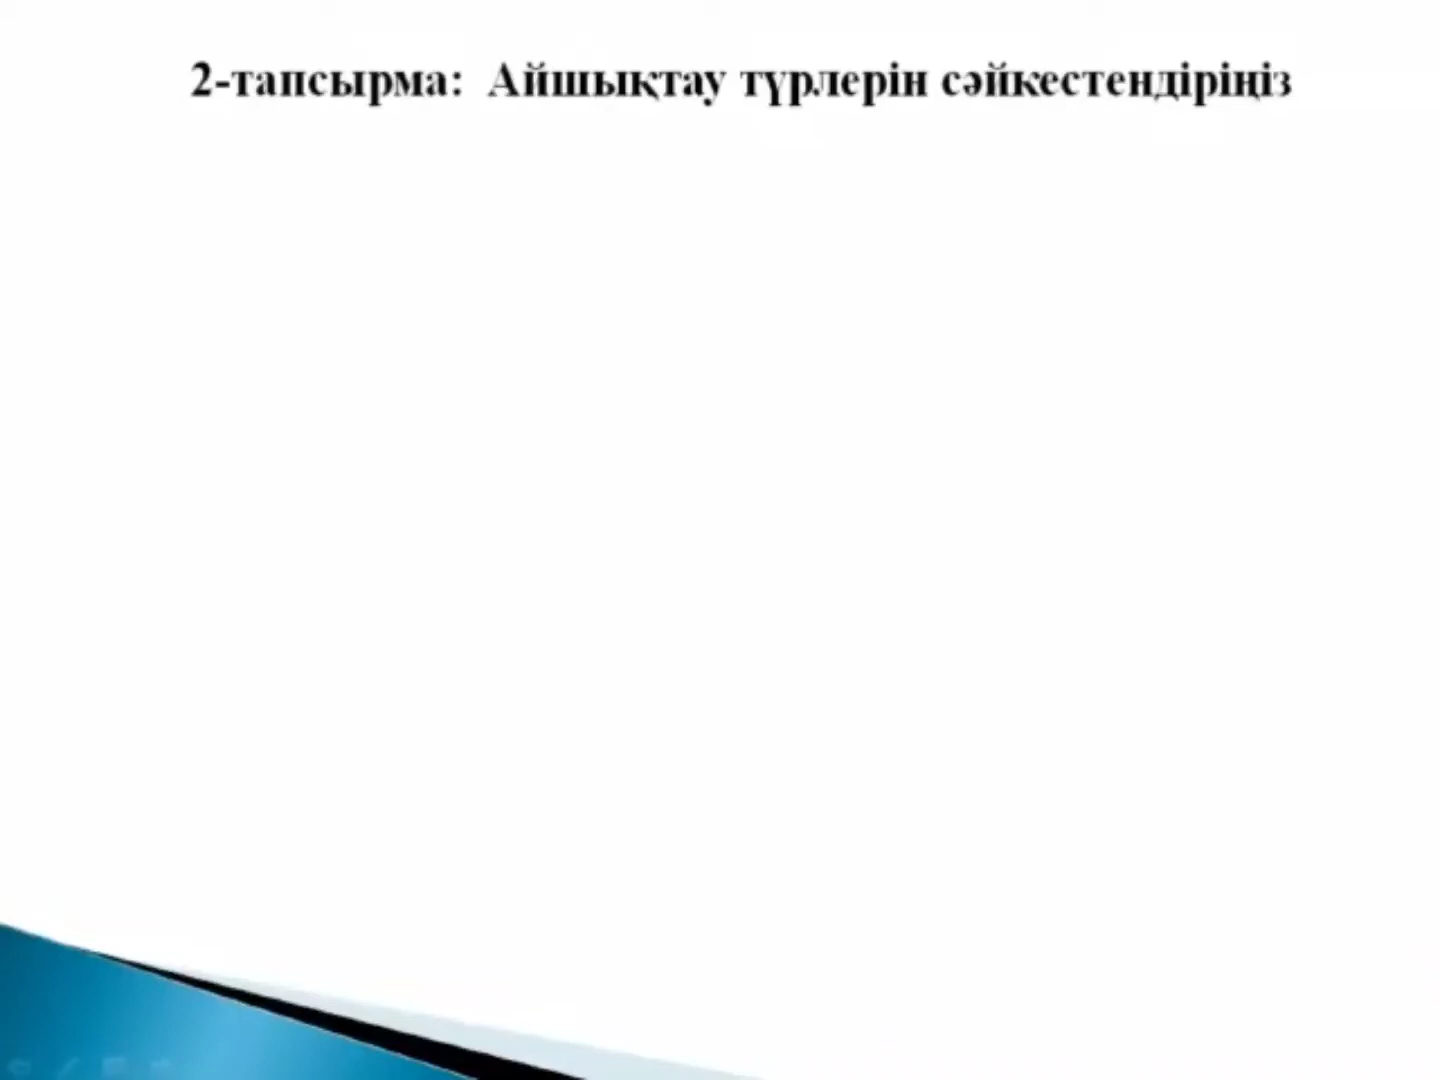 2-тапсырма: Айшықтау түрлерін сәйкестендіріңіз